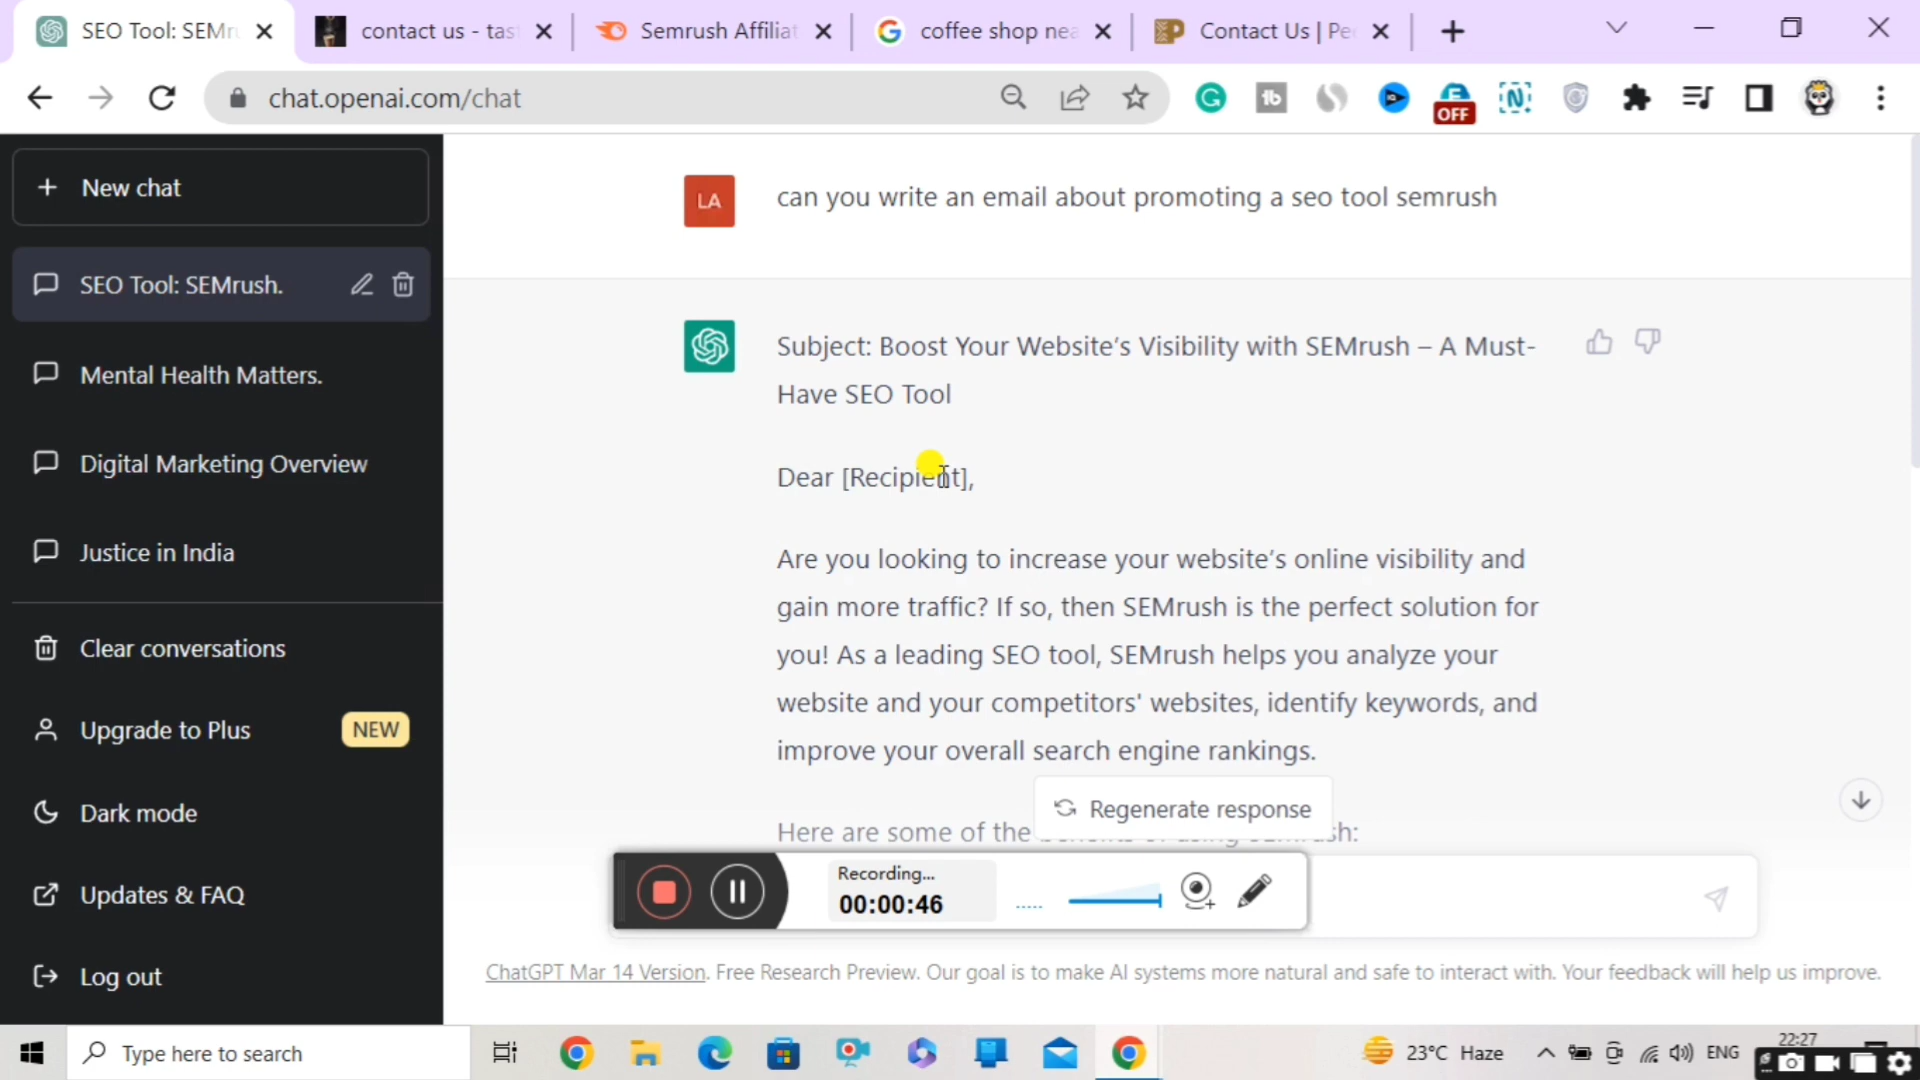 SEO Tool: SEMr
contact us - tas
Semrush Affiliat
coffee shop nea
Contact Us | Pe
chat.openai.com/chat
OFF
New chat
SEO Tool: SEMrush.
Mental Health Matters.
Digital Marketing Overview
Justice in India
Clear conversations
Upgrade to Plus
NEW
Dark mode
Updates & FAQ
Log out
LA
can you write an email about promoting a seo tool semrush
Subject: Boost Your Website's Visibility with SEMrush – A Must-
Have SEO Tool
Dear [Recipient],
Are you looking to increase your website's online visibility and
gain more traffic? If so, then SEMrush is the perfect solution for
you! As a leading SEO tool, SEMrush helps you analyze your
website and your competitors' websites, identify keywords, and
improve your overall search engine rankings.
Regenerate response
Here are some of the benefits of using SEMrush:
Recording...
00:00:46
ChatGPT Mar 14 Version. Free Research Preview. Our goal is to make AI systems more natural and safe to interact with. Your feedback will help us improve.
Type here to search
23°C Haze
ENG
22:27